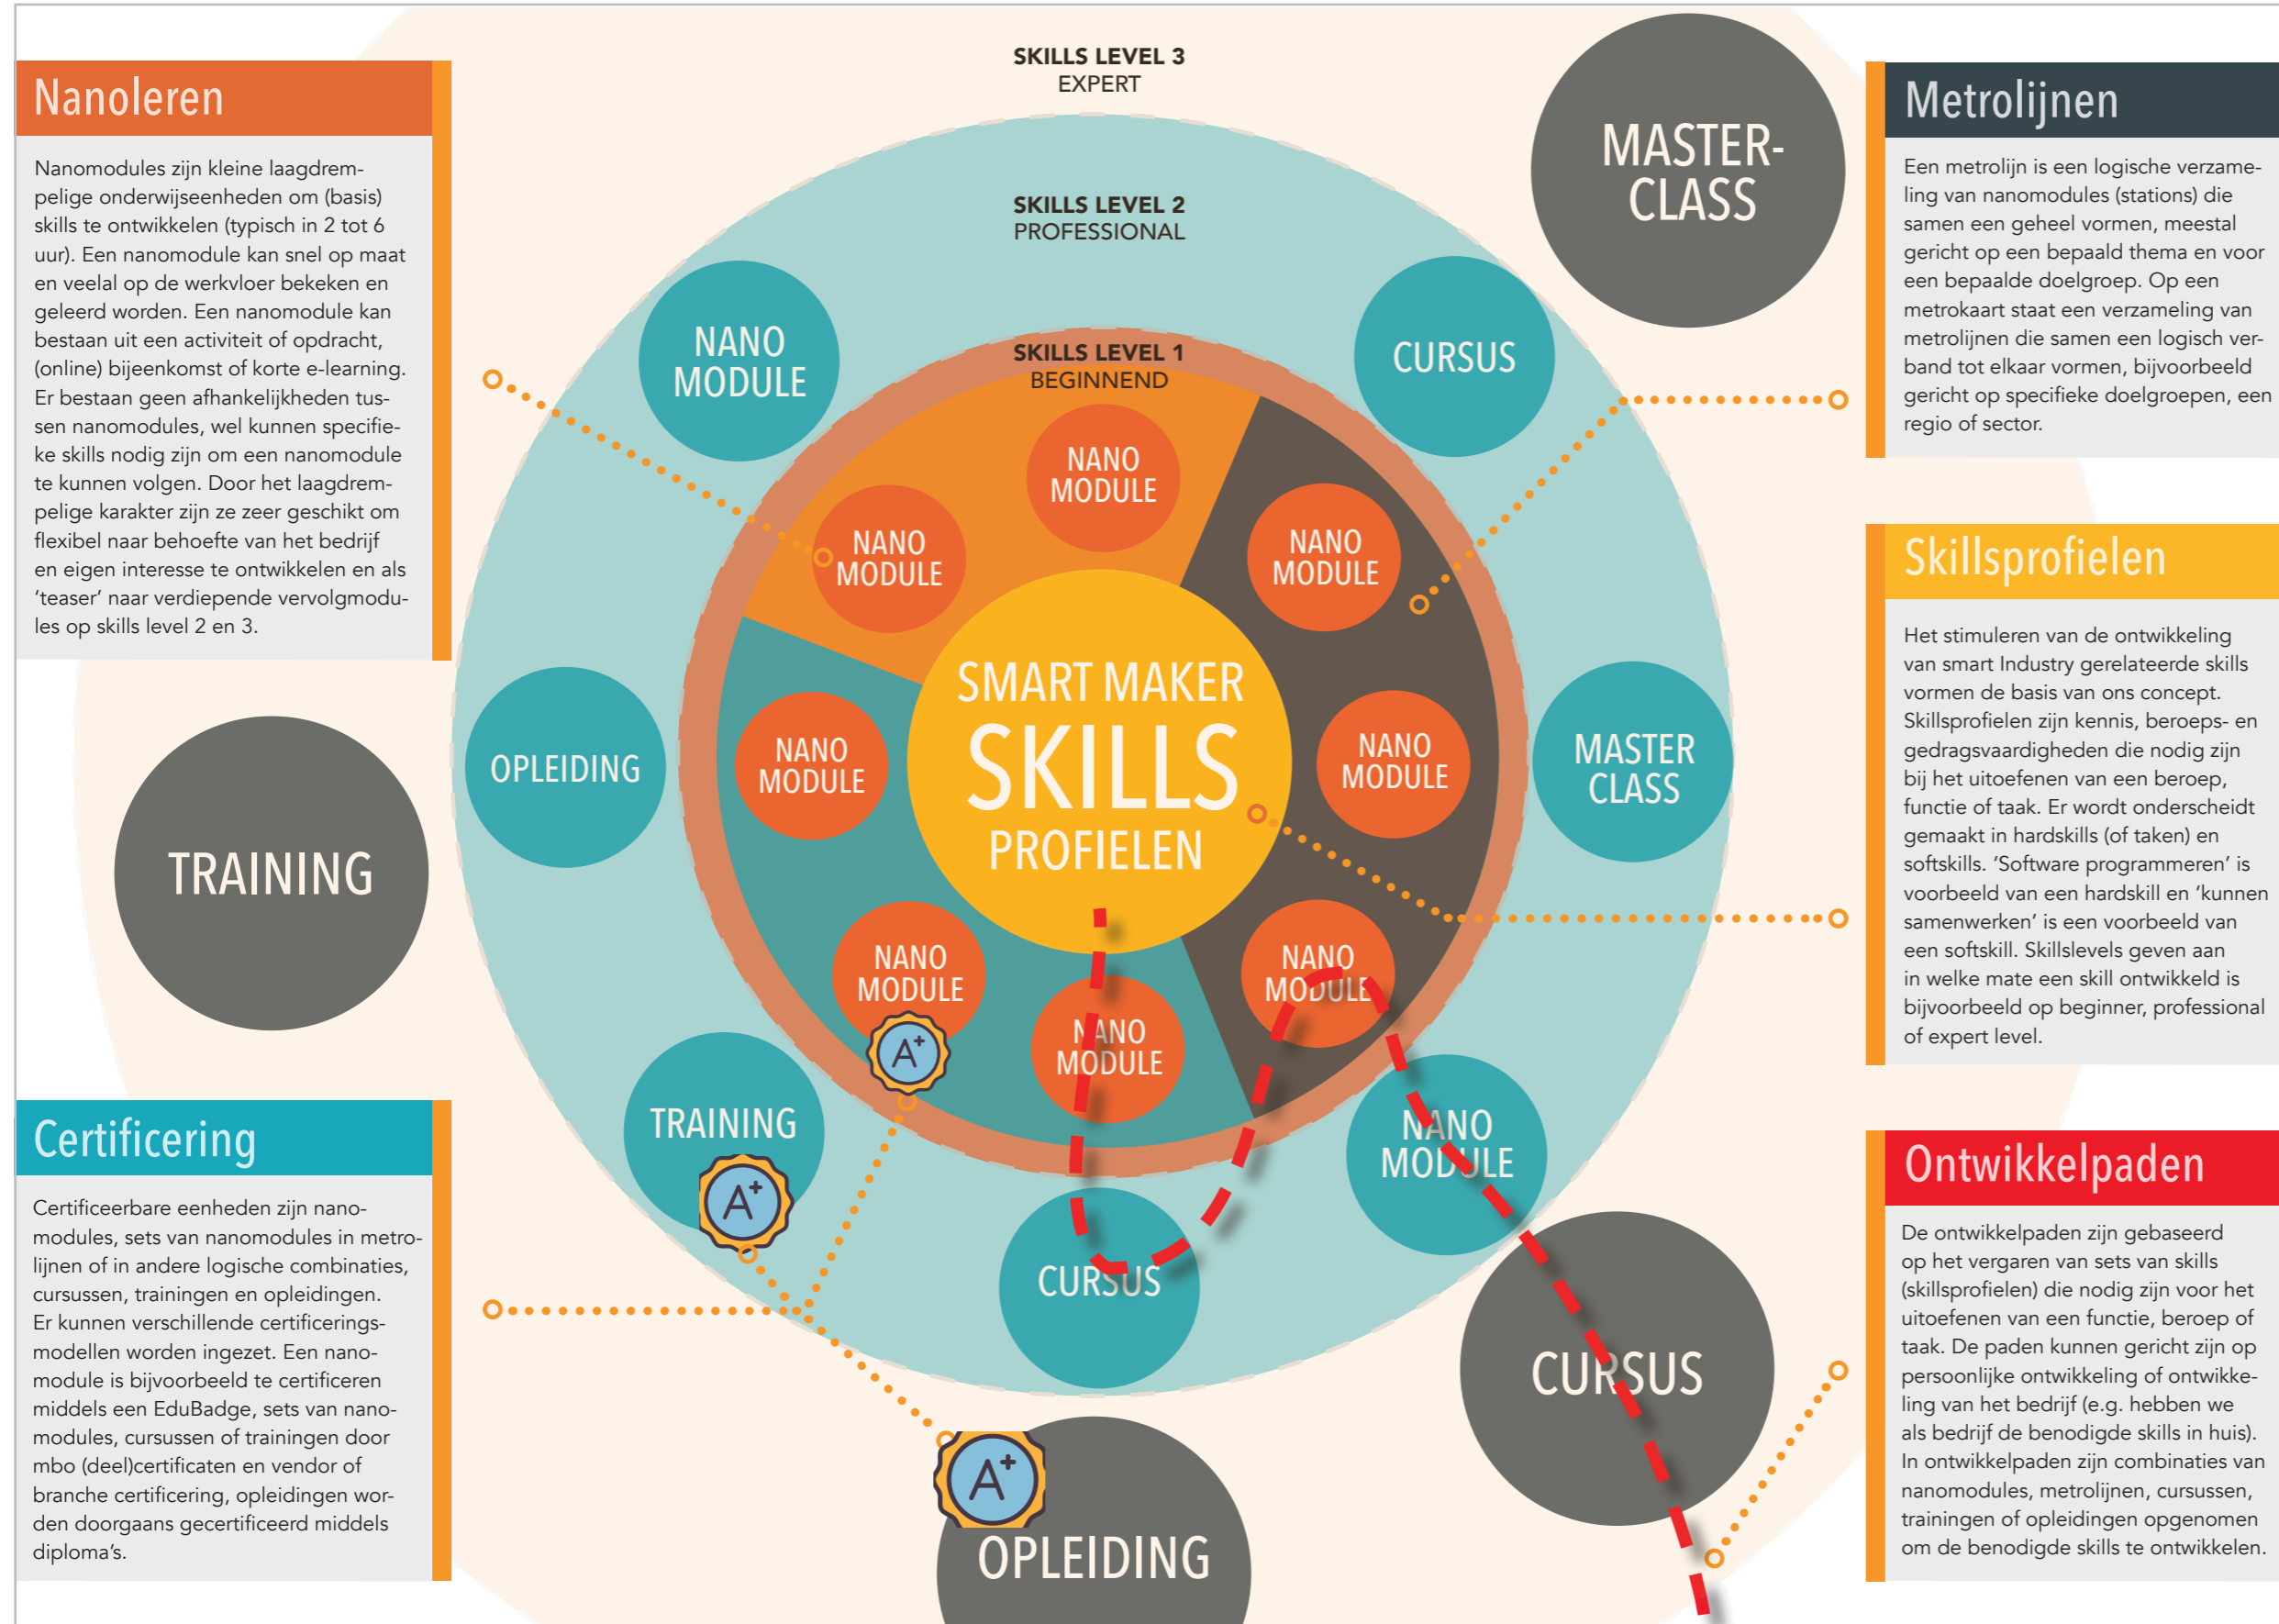 Nanoleren
Nanomodules zijn kleine laagdrem-
pelige onderwijseenheden om (basis)
skills te ontwikkelen (typisch in 2 tot 6
uur). Een nanomodule kan snel op maat
en veelal op de werkvloer bekeken en
geleerd worden. Een nanomodule kan
bestaan uit een activiteit of opdracht,
(online) bijeenkomst of korte e-learning.
Er bestaan geen afhankelijkheden tus-
sen nanomodules, wel kunnen specifie-
ke skills nodig zijn om een nanomodule
te kunnen volgen. Door het laagdrem-
pelige karakter zijn ze zeer geschikt om
flexibel naar behoefte van het bedrijf
en eigen interesse te ontwikkelen en als
‘teaser’ naar verdiepende vervolgmodu-
les op skills level 2 en 3.
TRAINING
Certificering
Certificeerbare eenheden zijn nano-
modules, sets van nanomodules in metro-
lijnen of in andere logische combinaties,
cursussen, trainingen en opleidingen.
Er kunnen verschillende certificerings-
modellen worden ingezet. Een nano-
module is bijvoorbeeld te certificeren
middels een EduBadge, sets van nano-
modules, cursussen of trainingen door
mbo (deel)certificaten en vendor of
branche certificering, opleidingen wor-
den doorgaans gecertificeerd middels
diploma’s.
SKILLS LEVEL 3
EXPERT
SKILLS LEVEL 2
PROFESSIONAL
SKILLS LEVEL 1
BEGINNEND
NANO
MODULE
CURSUS
NANO
MODULE
NANO
MODULE
NANO
MODULE
OPLEIDING
NANO
MODULE
SMART MAKER
SKILLS
PROFIELEN
NANO
MODULE
MASTER
CLASS
NANO
MODULE
A+
NANO
MODULE
NANO
MODULE
TRAINING
A+
CURSUS
NANO
MODULE
CURSUS
A+
OPLEIDING
MASTER-
CLASS
Metrolijnen
Een metrolijn is een logische verzame-
ling van nanomodules (stations) die
samen een geheel vormen, meestal
gericht op een bepaald thema en voor
een bepaalde doelgroep. Op een
metrokaart staat een verzameling van
metrolijnen die samen een logisch ver-
band tot elkaar vormen, bijvoorbeeld
gericht op specifieke doelgroepen, een
regio of sector.
Skillsprofielen
Het stimuleren van de ontwikkeling
van smart Industry gerelateerde skills
vormen de basis van ons concept.
Skillsprofielen zijn kennis, beroeps- en
gedragsvaardigheden die nodig zijn
bij het uitoefenen van een beroep,
functie of taak. Er wordt onderscheidt
gemaakt in hardskills (of taken) en
softskills. ‘Software programmeren’ is
voorbeeld van een hardskill en ‘kunnen
samenwerken’ is een voorbeeld van
een softskill. Skillslevels geven aan
in welke mate een skill ontwikkeld is
bijvoorbeeld op beginner, professional
of expert level.
Ontwikkelpaden
De ontwikkelpaden zijn gebaseerd
op het vergaren van sets van skills
(skillsprofielen) die nodig zijn voor het
uitoefenen van een functie, beroep of
taak. De paden kunnen gericht zijn op
persoonlijke ontwikkeling of ontwikke-
ling van het bedrijf (e.g. hebben we
als bedrijf de benodigde skills in huis).
In ontwikkelpaden zijn combinaties van
nanomodules, metrolijnen, cursussen,
trainingen of opleidingen opgenomen
om de benodigde skills te ontwikkelen.